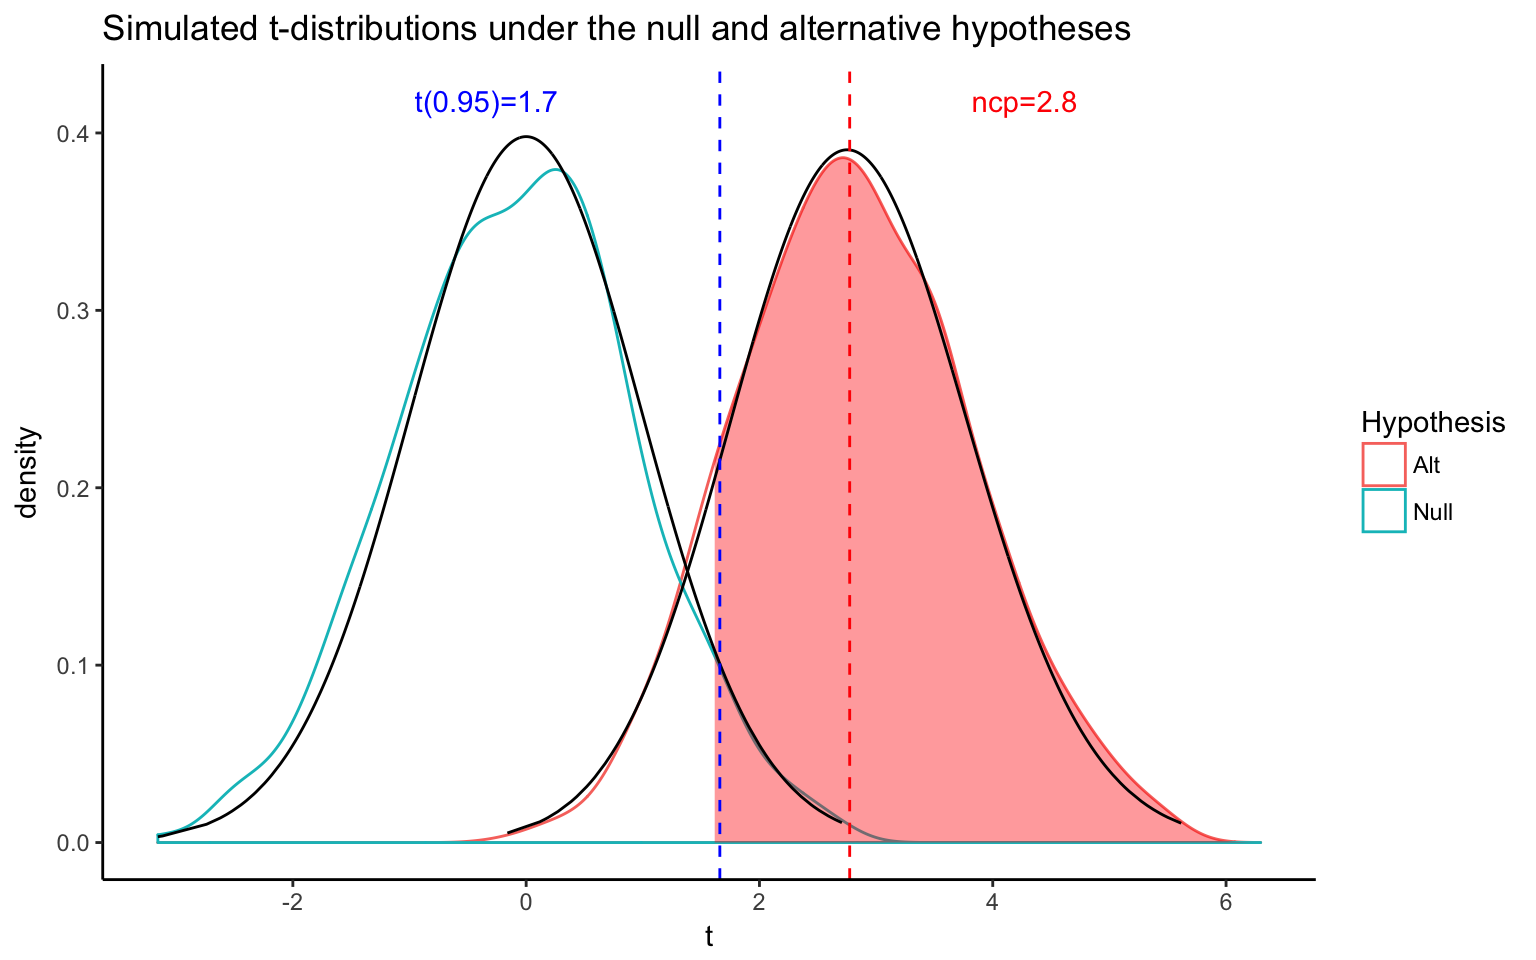 Simulated t-distributions under the null and alternative hypotheses
t(0.95)=1.7
ncp=2.8
0.4
0.3
0.2
0.1
0.0
density
-2
0
2
4
6
t
Hypothesis
Alt
Null